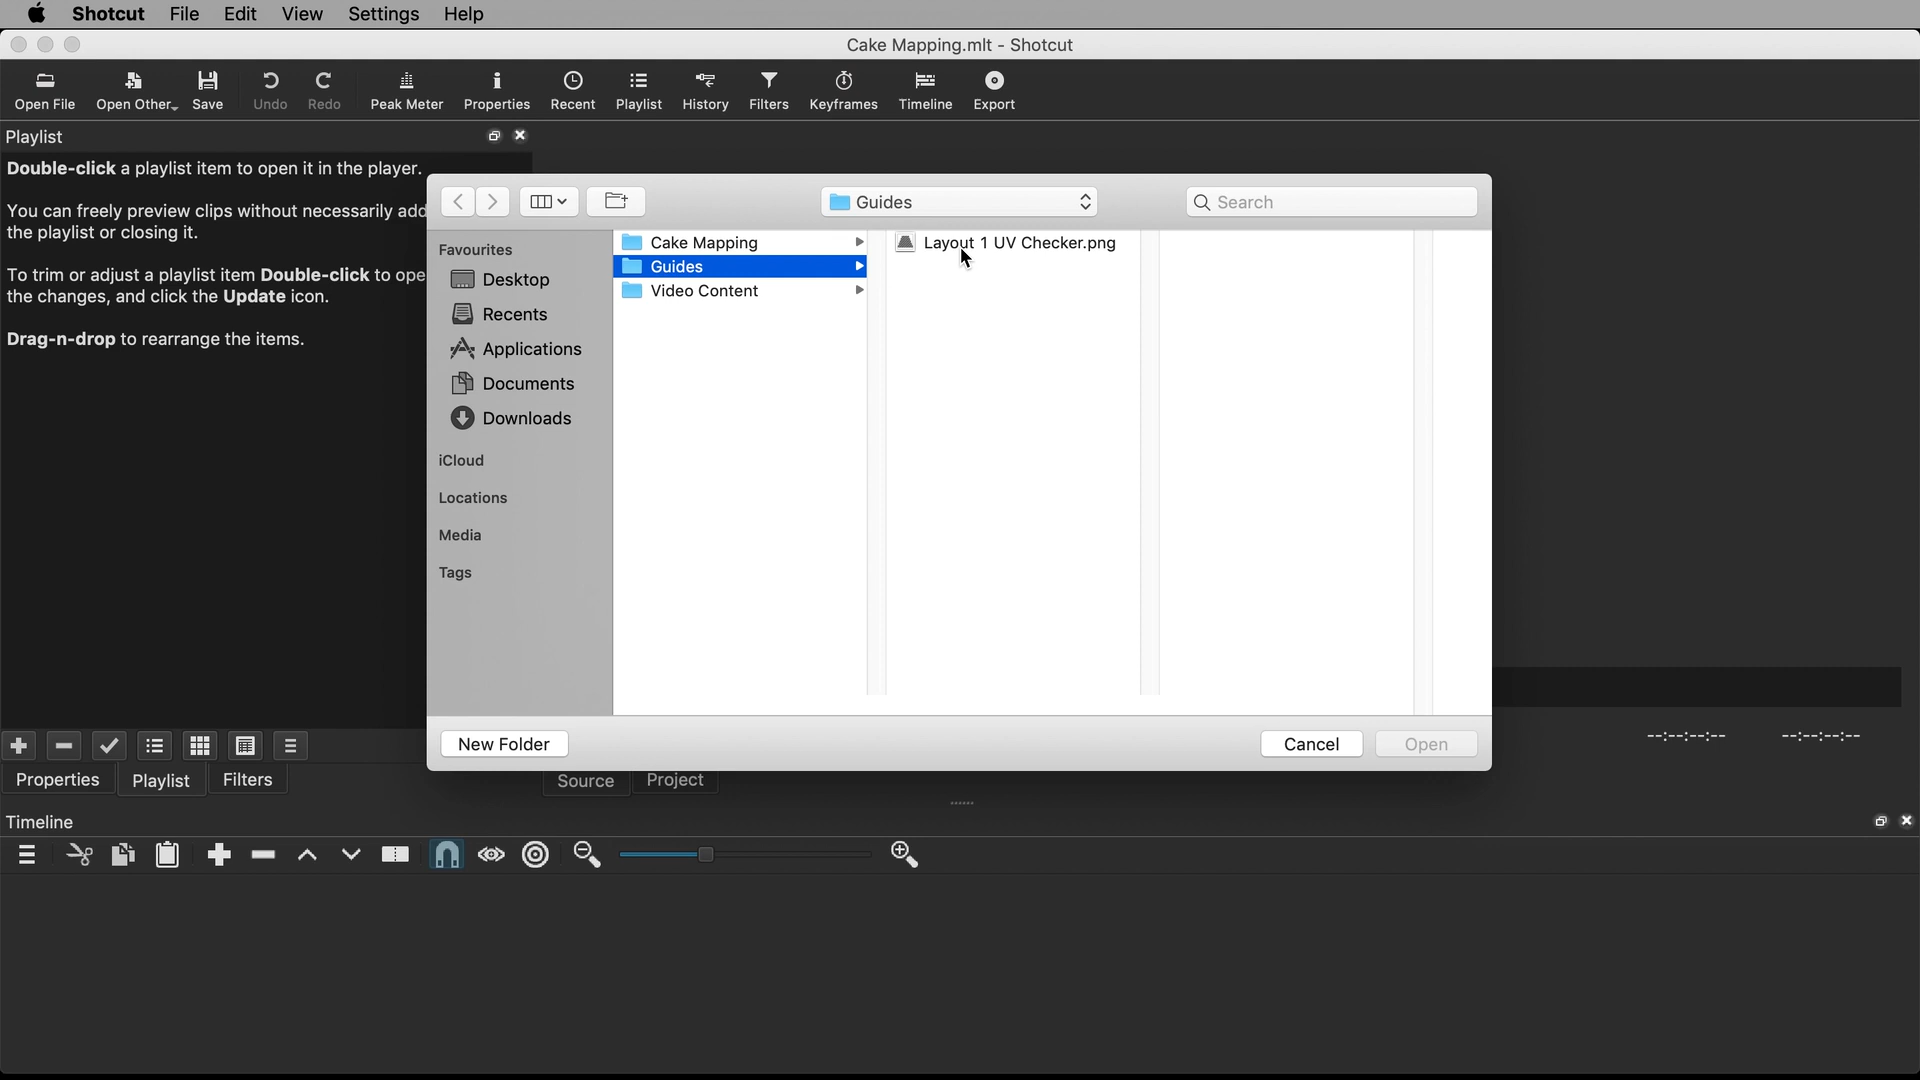 Shotcut File Edit View Settings Help
Cake Mapping.mlt - Shotcut
Open File Open Other Save Undo Redo Peak Meter Properties Recent Playlist History Filters Keyframes Timeline Export
Playlist
Double-click a playlist item to open it in the player.
You can freely preview clips without necessarily add
the playlist or closing it.
To trim or adjust a playlist item Double-click to ope
the changes, and click the Update icon.
Drag-n-drop to rearrange the items.
Guides
Search
Favourites
Desktop
Recents
Applications
Documents
Downloads
iCloud
Locations
Media
Tags
Cake Mapping
Guides
Video Content
Layout 1 UV Checker.png
New Folder
Cancel
Open
--:--:--:-- --:--:--:--
Properties Playlist Filters
Source Project
Timeline